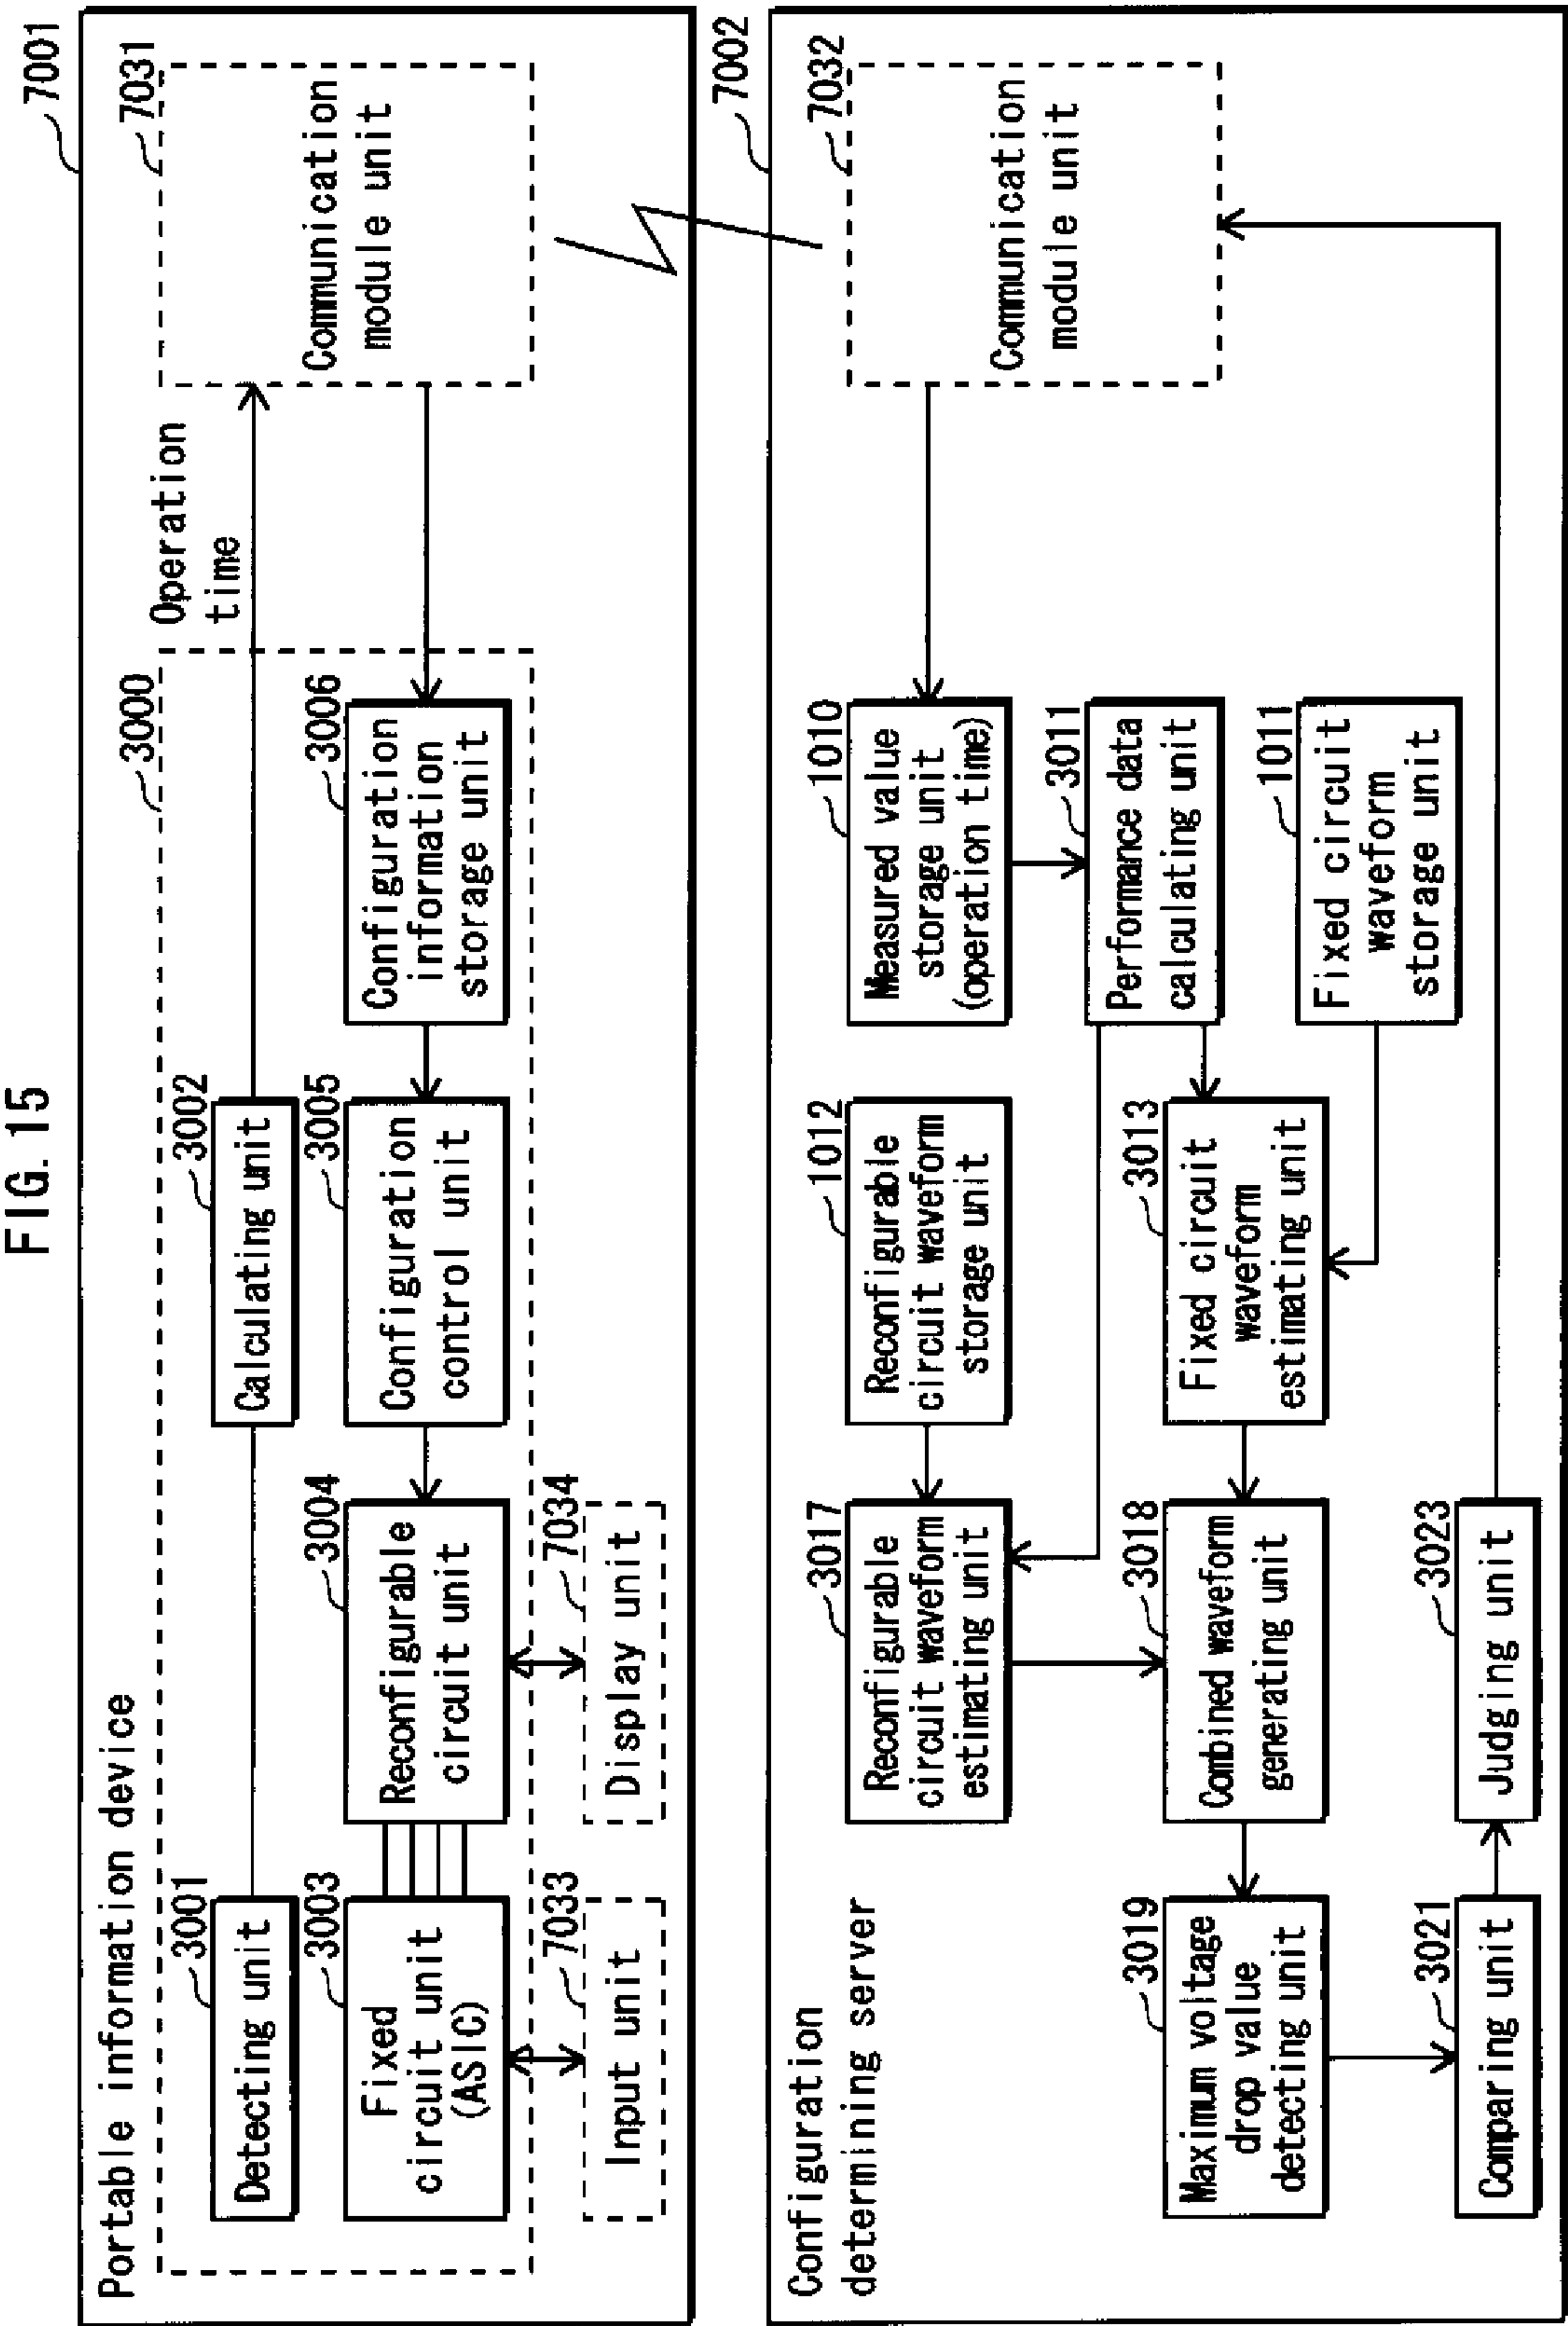 FIG. 15
7001
Portable information device
3000
7031
3001
Detecting unit
3002
Calculating unit
Operation
time
Communication
module unit
3003
Fixed
circuit unit
(ASIC)
3004
Reconfigurable
circuit unit
3005
Configuration
control unit
3006
Configuration
information
storage unit
7033
Input unit
7034
Display unit
7002
Configuration
determining server
7032
Communication
module unit
3017
Reconfigurable
circuit waveform
estimating unit
1012
Reconfigurable
circuit waveform
storage unit
1010
Measured value
storage unit
(operation time)
3011
Performance data
calculating unit
3019
Maximum voltage
drop value
detecting unit
3018
Combined waveform
generating unit
3013
Fixed circuit
waveform
estimating unit
1011
Fixed circuit
waveform
storage unit
3021
Comparing unit
3023
Judging unit